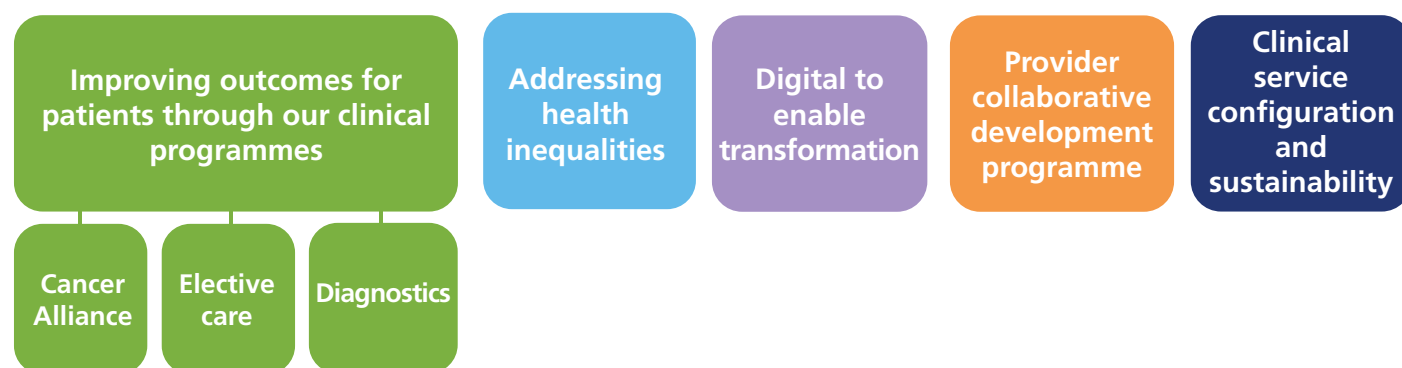 Improving outcomes for
patients through our clinical
programmes
Addressing
health
inequalities
Digital to
enable
transformation
Provider
collaborative
development
programme
Clinical
service
configuration
and
sustainability
Cancer
Alliance
Elective
care
Diagnostics